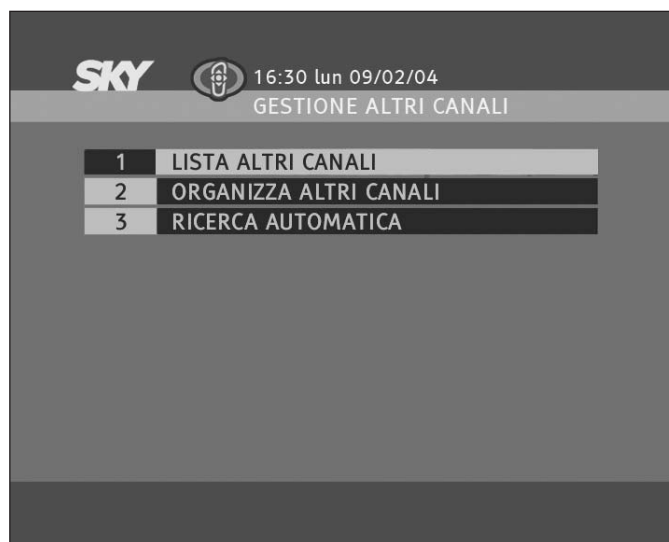 SKY 16:30 lun 09/02/04
GESTIONE ALTRI CANALI
1 LISTA ALTRI CANALI
2 ORGANIZZA ALTRI CANALI
3 RICERCA AUTOMATICA